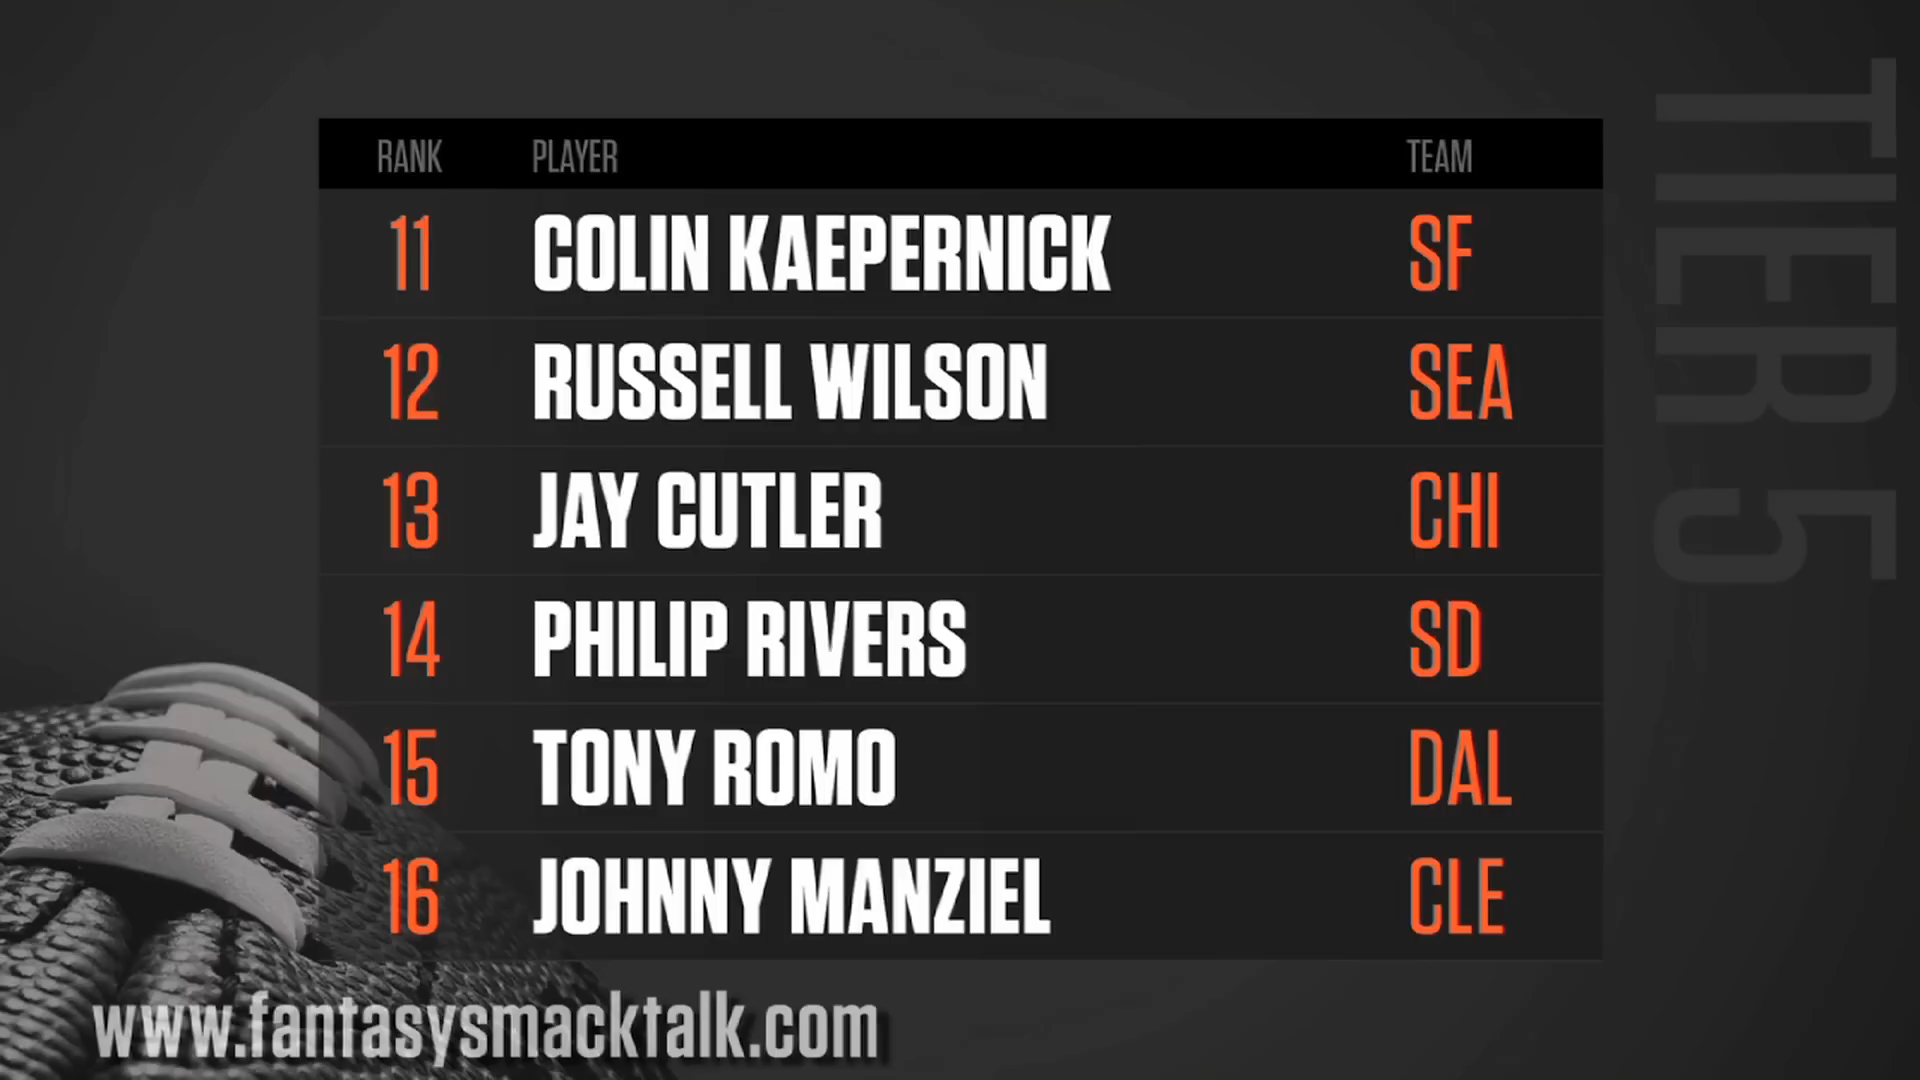 RANK PLAYER TEAM
11 COLIN KAEPERNICK SF
12 RUSSELL WILSON SEA
13 JAY CUTLER CHI
14 PHILIP RIVERS SD
15 TONY ROMO DAL
16 JOHNNY MANZIEL CLE
TIER 5
www.fantasysmacktalk.com